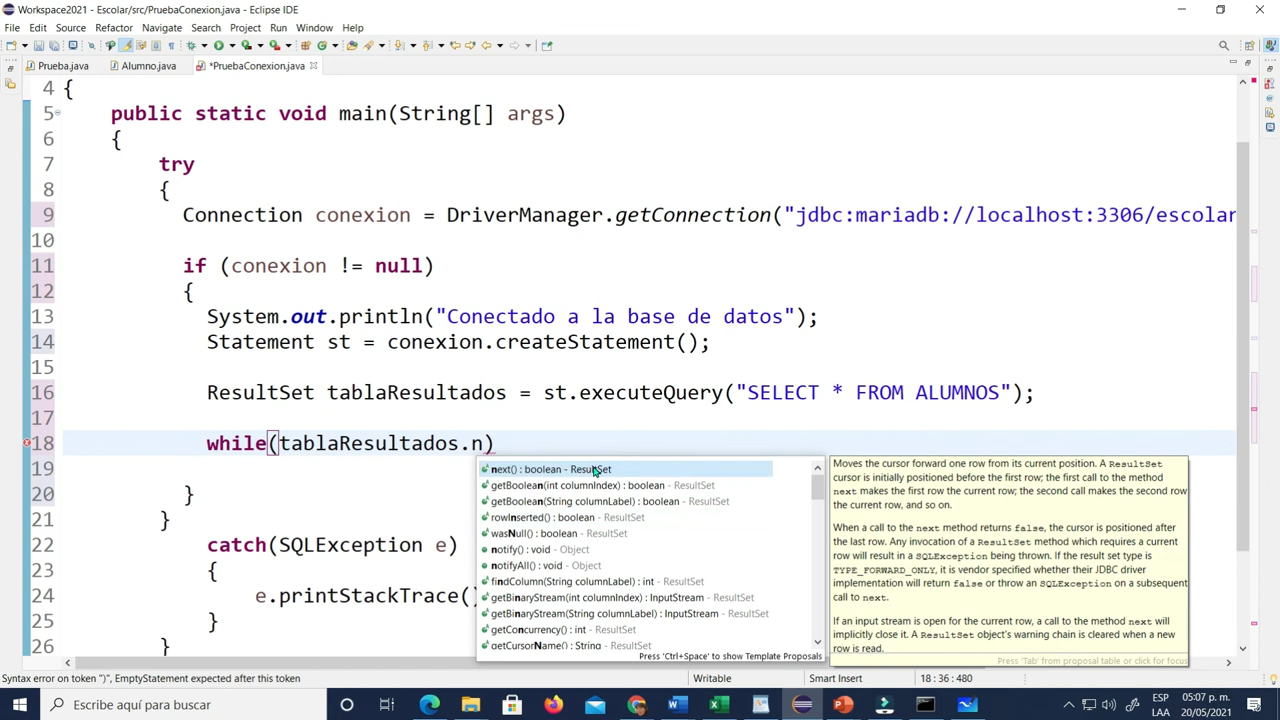 Workspace2021 - Escolar/src/PruebaConexion.java - Eclipse IDE
File Edit Source Refactor Navigate Search Project Run Window Help
Prueba.java Alumno.java *PruebaConexion.java
4 {
5 public static void main(String[] args)
6 {
7 try
8 {
9 Connection conexion = DriverManager.getConnection("jdbc:mariadb://localhost:3306/escolar
10
11 if (conexion != null)
12 {
13 System.out.println("Conectado a la base de datos");
14 Statement st = conexion.createStatement();
15
16 ResultSet tablaResultados = st.executeQuery("SELECT * FROM ALUMNOS");
17
18 while(tablaResultados.n)
19
20 }
21 }
22 catch(SQLException e)
23 {
24 e.printStackTrace()
25 }
26 }
next() : boolean - ResultSet
getBoolean(int columnIndex) : boolean - ResultSet
getBoolean(String columnLabel) : boolean - ResultSet
rowInserted() : boolean - ResultSet
wasNull() : boolean - ResultSet
notify() : void - Object
notifyAll() : void - Object
findColumn(String columnLabel) : int - ResultSet
getBinaryStream(int columnIndex) : InputStream - ResultSet
getBinaryStream(String columnLabel) : InputStream - ResultSet
getConcurrency() : int - ResultSet
getCursorName() : String - ResultSet
Press 'Ctrl+Space' to show Template Proposals
Moves the cursor forward one row from its current position. A ResultSet
cursor is initially positioned before the first row; the first call to the method
next makes the first row the current row; the second call makes the second row
the current row, and so on.
When a call to the next method returns false, the cursor is positioned after
the last row. Any invocation of a ResultSet method which requires a current
row will result in a SQLException being thrown. If the result set type is
TYPE_FORWARD_ONLY, it is vendor specified whether their JDBC driver
implementation will return false or throw an SQLException on a subsequent
call to next.
If an input stream is open for the current row, a call to the method next will
implicitly close it. A ResultSet object's warning chain is cleared when a new
row is read.
Press 'Tab' from proposal table or click for focus
Syntax error on token ")", EmptyStatement expected after this token
Writable
Smart Insert
18 : 36 : 480
Escribe aquí para buscar
ESP
LAA
05:07 p. m.
20/05/2021